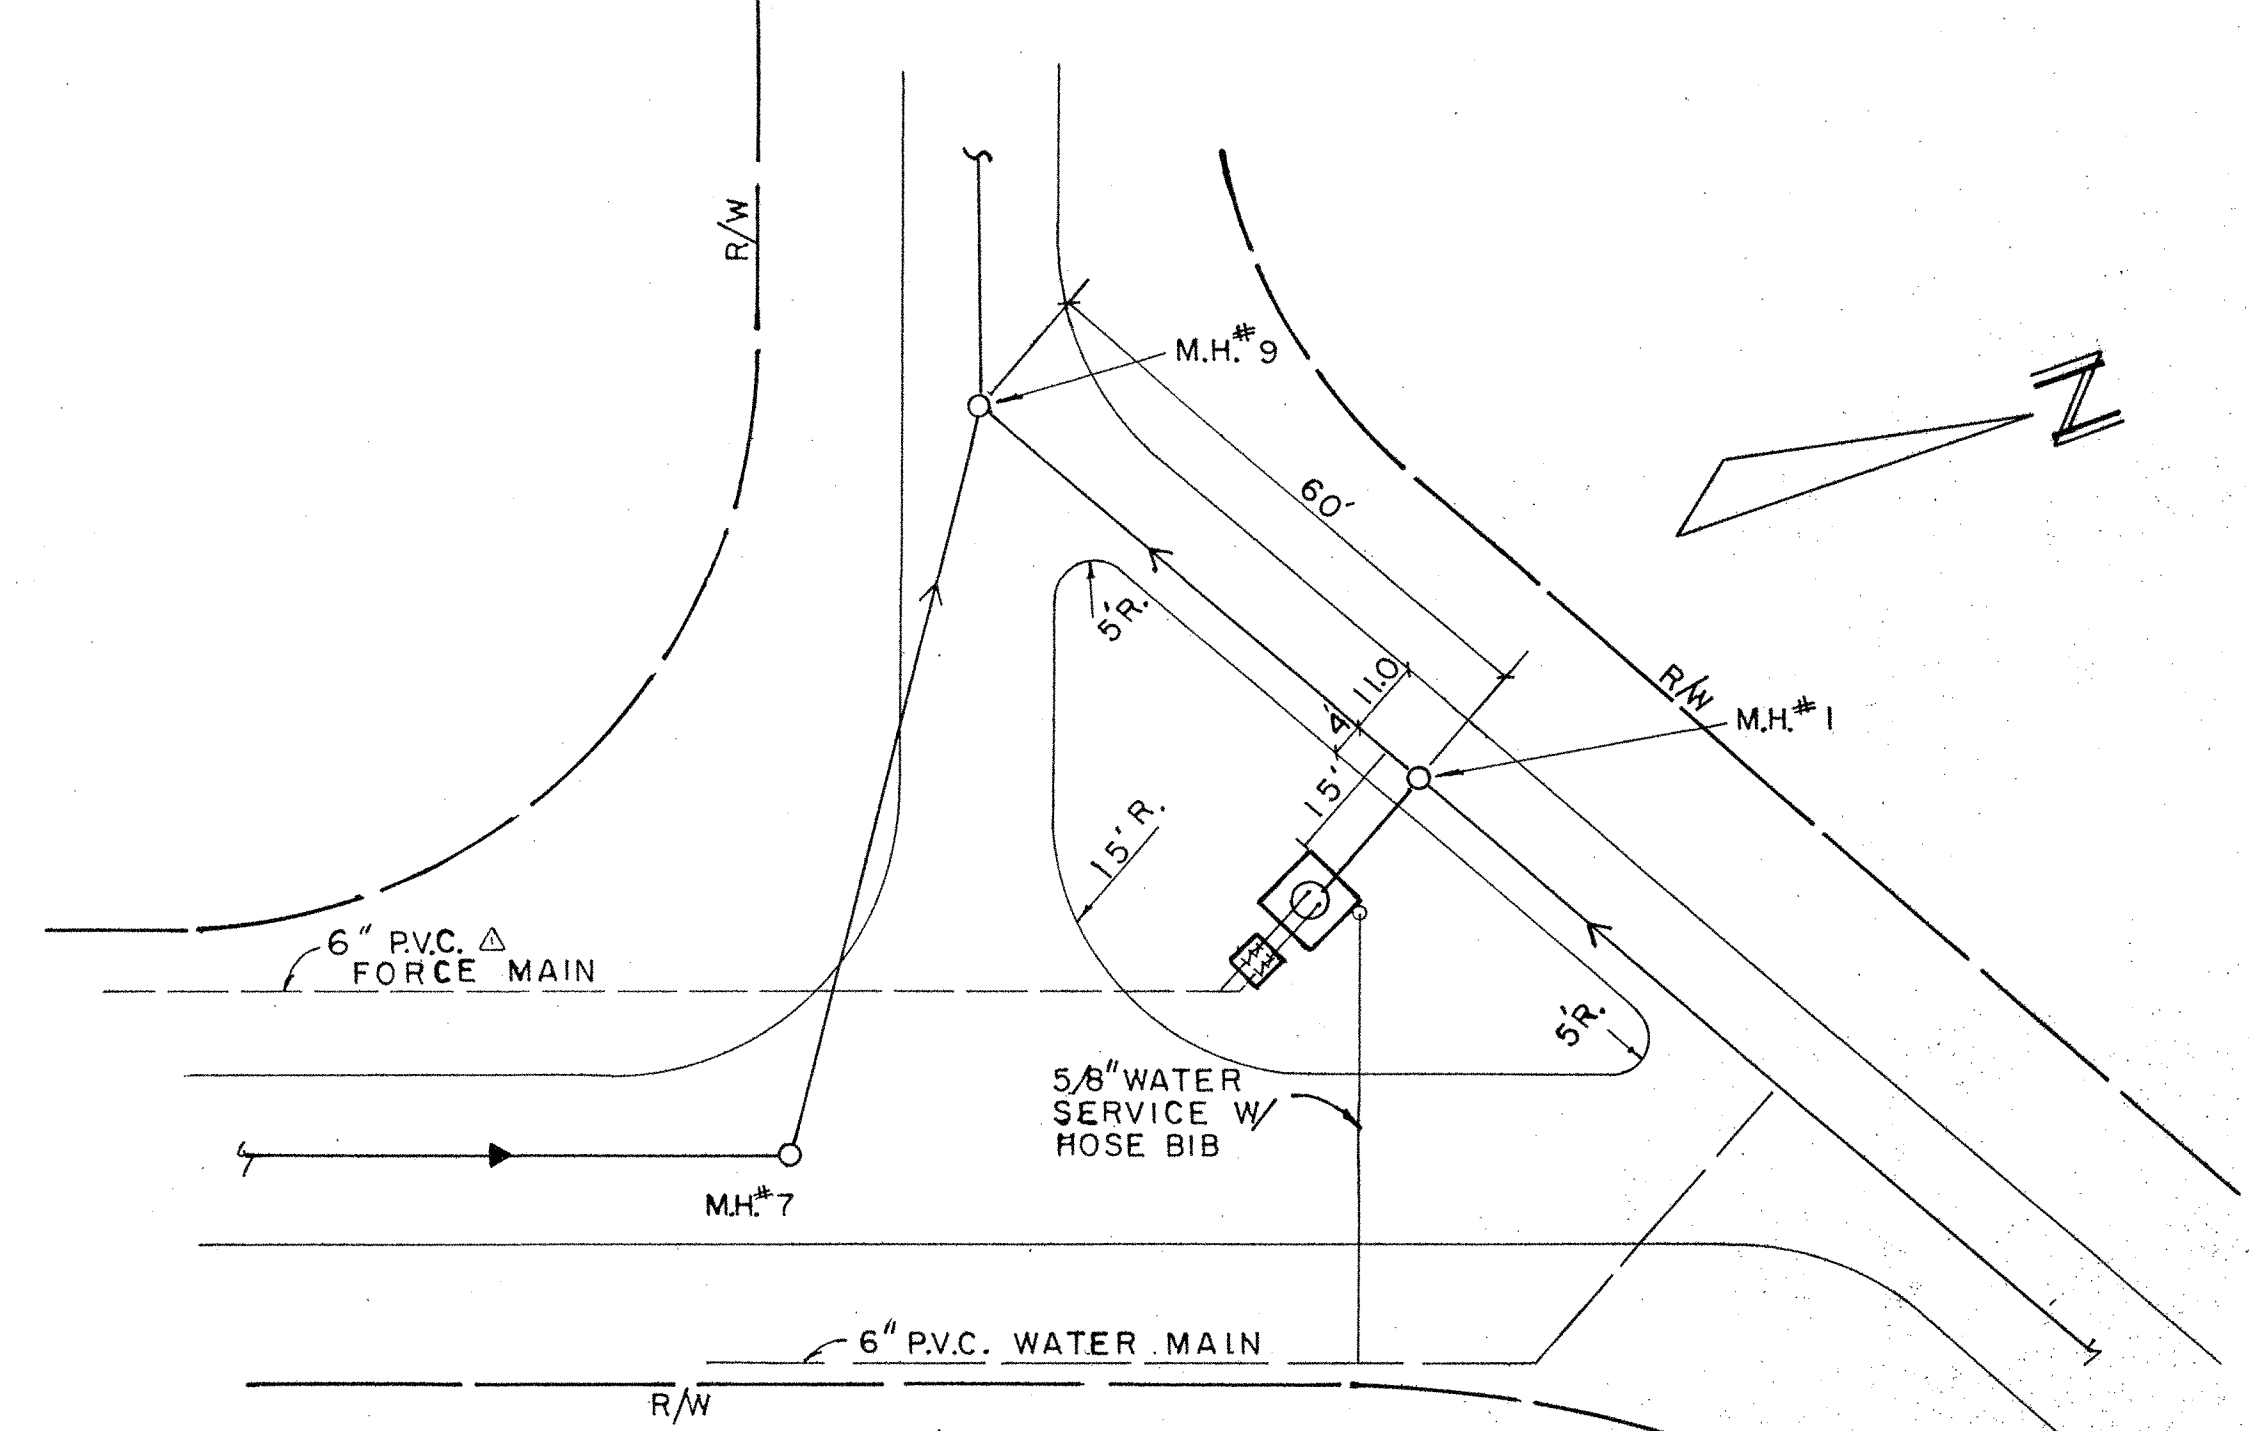 R/W
M.H.#9
N
60'
5'R.
11.0
4'
R/W
M.H.#1
15'
15' R.
6" P.V.C. 1
FORCE MAIN
5'R.
5/8" WATER
SERVICE W/
HOSE BIB
M.H.#7
6" P.V.C. WATER MAIN
R/W